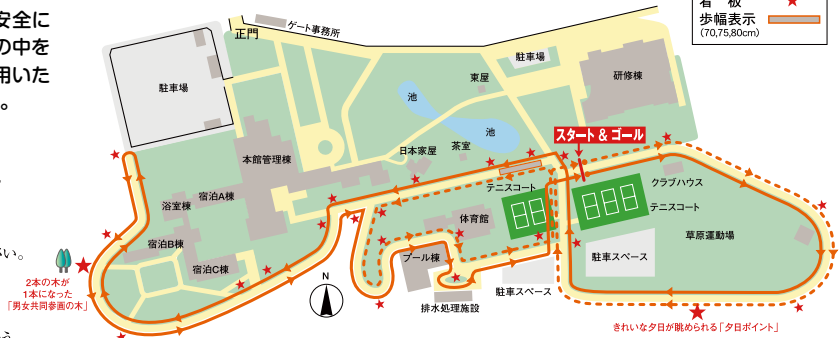 安全に
の中を
用いた
。
さい。
看 板
歩幅表示
(70,75,80cm)
正門
ゲート事務所
駐車場
駐車場
研修棟
東屋
池
池
スタート & ゴール
茶室
日本家屋
本館管理棟
テニスコート
クラブハウス
テニスコート
宿泊A棟
浴室棟
体育館
草原運動場
宿泊B棟
宿泊C棟
プール棟
駐車スペース
駐車スペース
排水処理施設
N
2本の木が
1本になった
「男女共同参画の木」
きれいな夕日が眺められる「夕日ポイント」